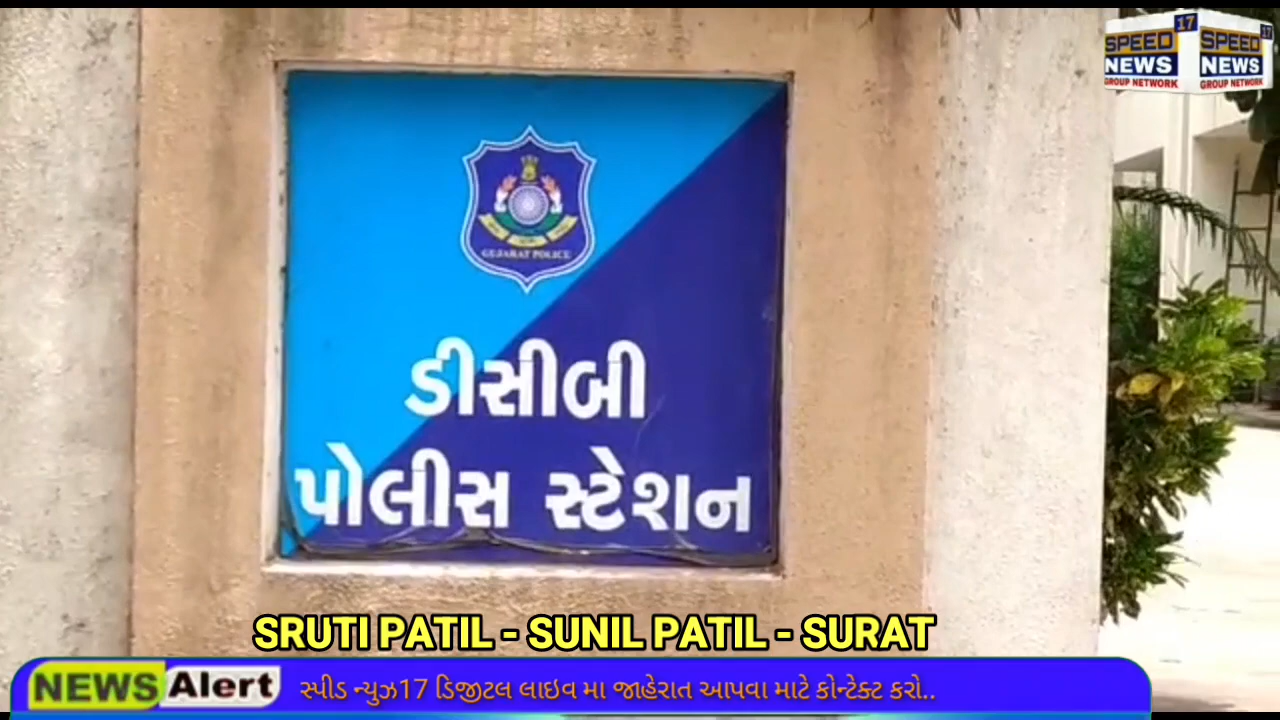 17
17
SPEED
SPEED
NEWS
NEWS
GROUP NETWORK
GROUP NETWORK
GUJARAT POLICE
ડીસીબી
પોલીસ સ્ટેશન
SRUTI PATIL - SUNIL PATIL - SURAT
NEWS Alert
સ્પીડ ન્યુઝ17 ડિજીટલ લાઇવ મા જાહેરાત આપવા માટે કોન્ટેક્ટ કરો..